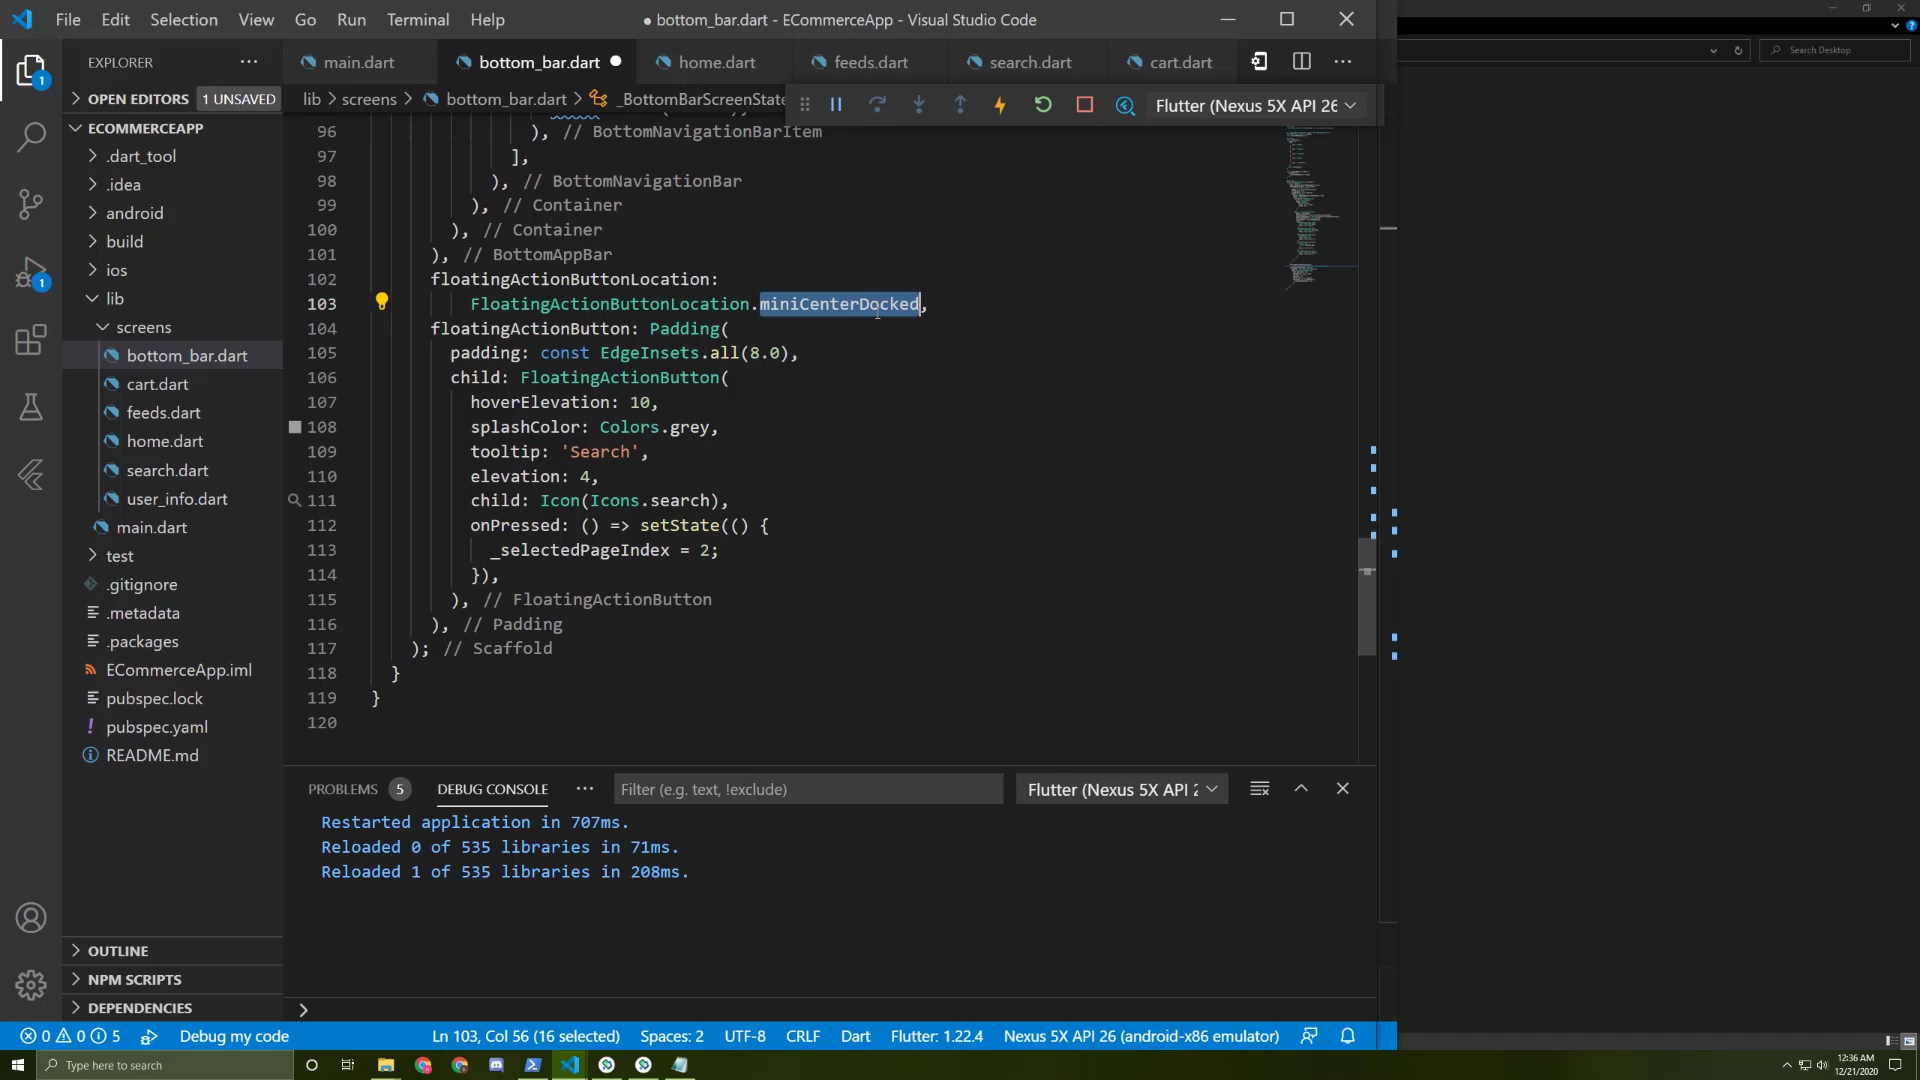 File Edit Selection View Go Run Terminal Help
● bottom_bar.dart - ECommerceApp - Visual Studio Code
EXPLORER
OPEN EDITORS 1 UNSAVED
ECOMMERCEAPP
.dart_tool
.idea
android
build
ios
lib
screens
bottom_bar.dart
cart.dart
feeds.dart
home.dart
search.dart
user_info.dart
main.dart
test
.gitignore
.metadata
.packages
ECommerceApp.iml
pubspec.lock
pubspec.yaml
README.md
OUTLINE
NPM SCRIPTS
DEPENDENCIES
main.dart bottom_bar.dart home.dart feeds.dart search.dart cart.dart
lib > screens > bottom_bar.dart > _BottomBarScreenState
Flutter (Nexus 5X API 26
96 ), // BottomNavigationBarItem
97 ],
98 ), // BottomNavigationBar
99 ), // Container
100 ), // Container
101 ), // BottomAppBar
102 floatingActionButtonLocation:
103 FloatingActionButtonLocation.miniCenterDocked,
104 floatingActionButton: Padding(
105 padding: const EdgeInsets.all(8.0),
106 child: FloatingActionButton(
107 hoverElevation: 10,
108 splashColor: Colors.grey,
109 tooltip: 'Search',
110 elevation: 4,
111 child: Icon(Icons.search),
112 onPressed: () => setState(() {
113 _selectedPageIndex = 2;
114 }),
115 ), // FloatingActionButton
116 ), // Padding
117 ); // Scaffold
118 }
119 }
120
PROBLEMS 5 DEBUG CONSOLE ··· Filter (e.g. text, !exclude) Flutter (Nexus 5X API 2
Restarted application in 707ms.
Reloaded 0 of 535 libraries in 71ms.
Reloaded 1 of 535 libraries in 208ms.
0 0 5 Debug my code Ln 103, Col 56 (16 selected) Spaces: 2 UTF-8 CRLF Dart Flutter: 1.22.4 Nexus 5X API 26 (android-x86 emulator)
Search Desktop
Type here to search
12:36 AM
12/21/2020
1
1